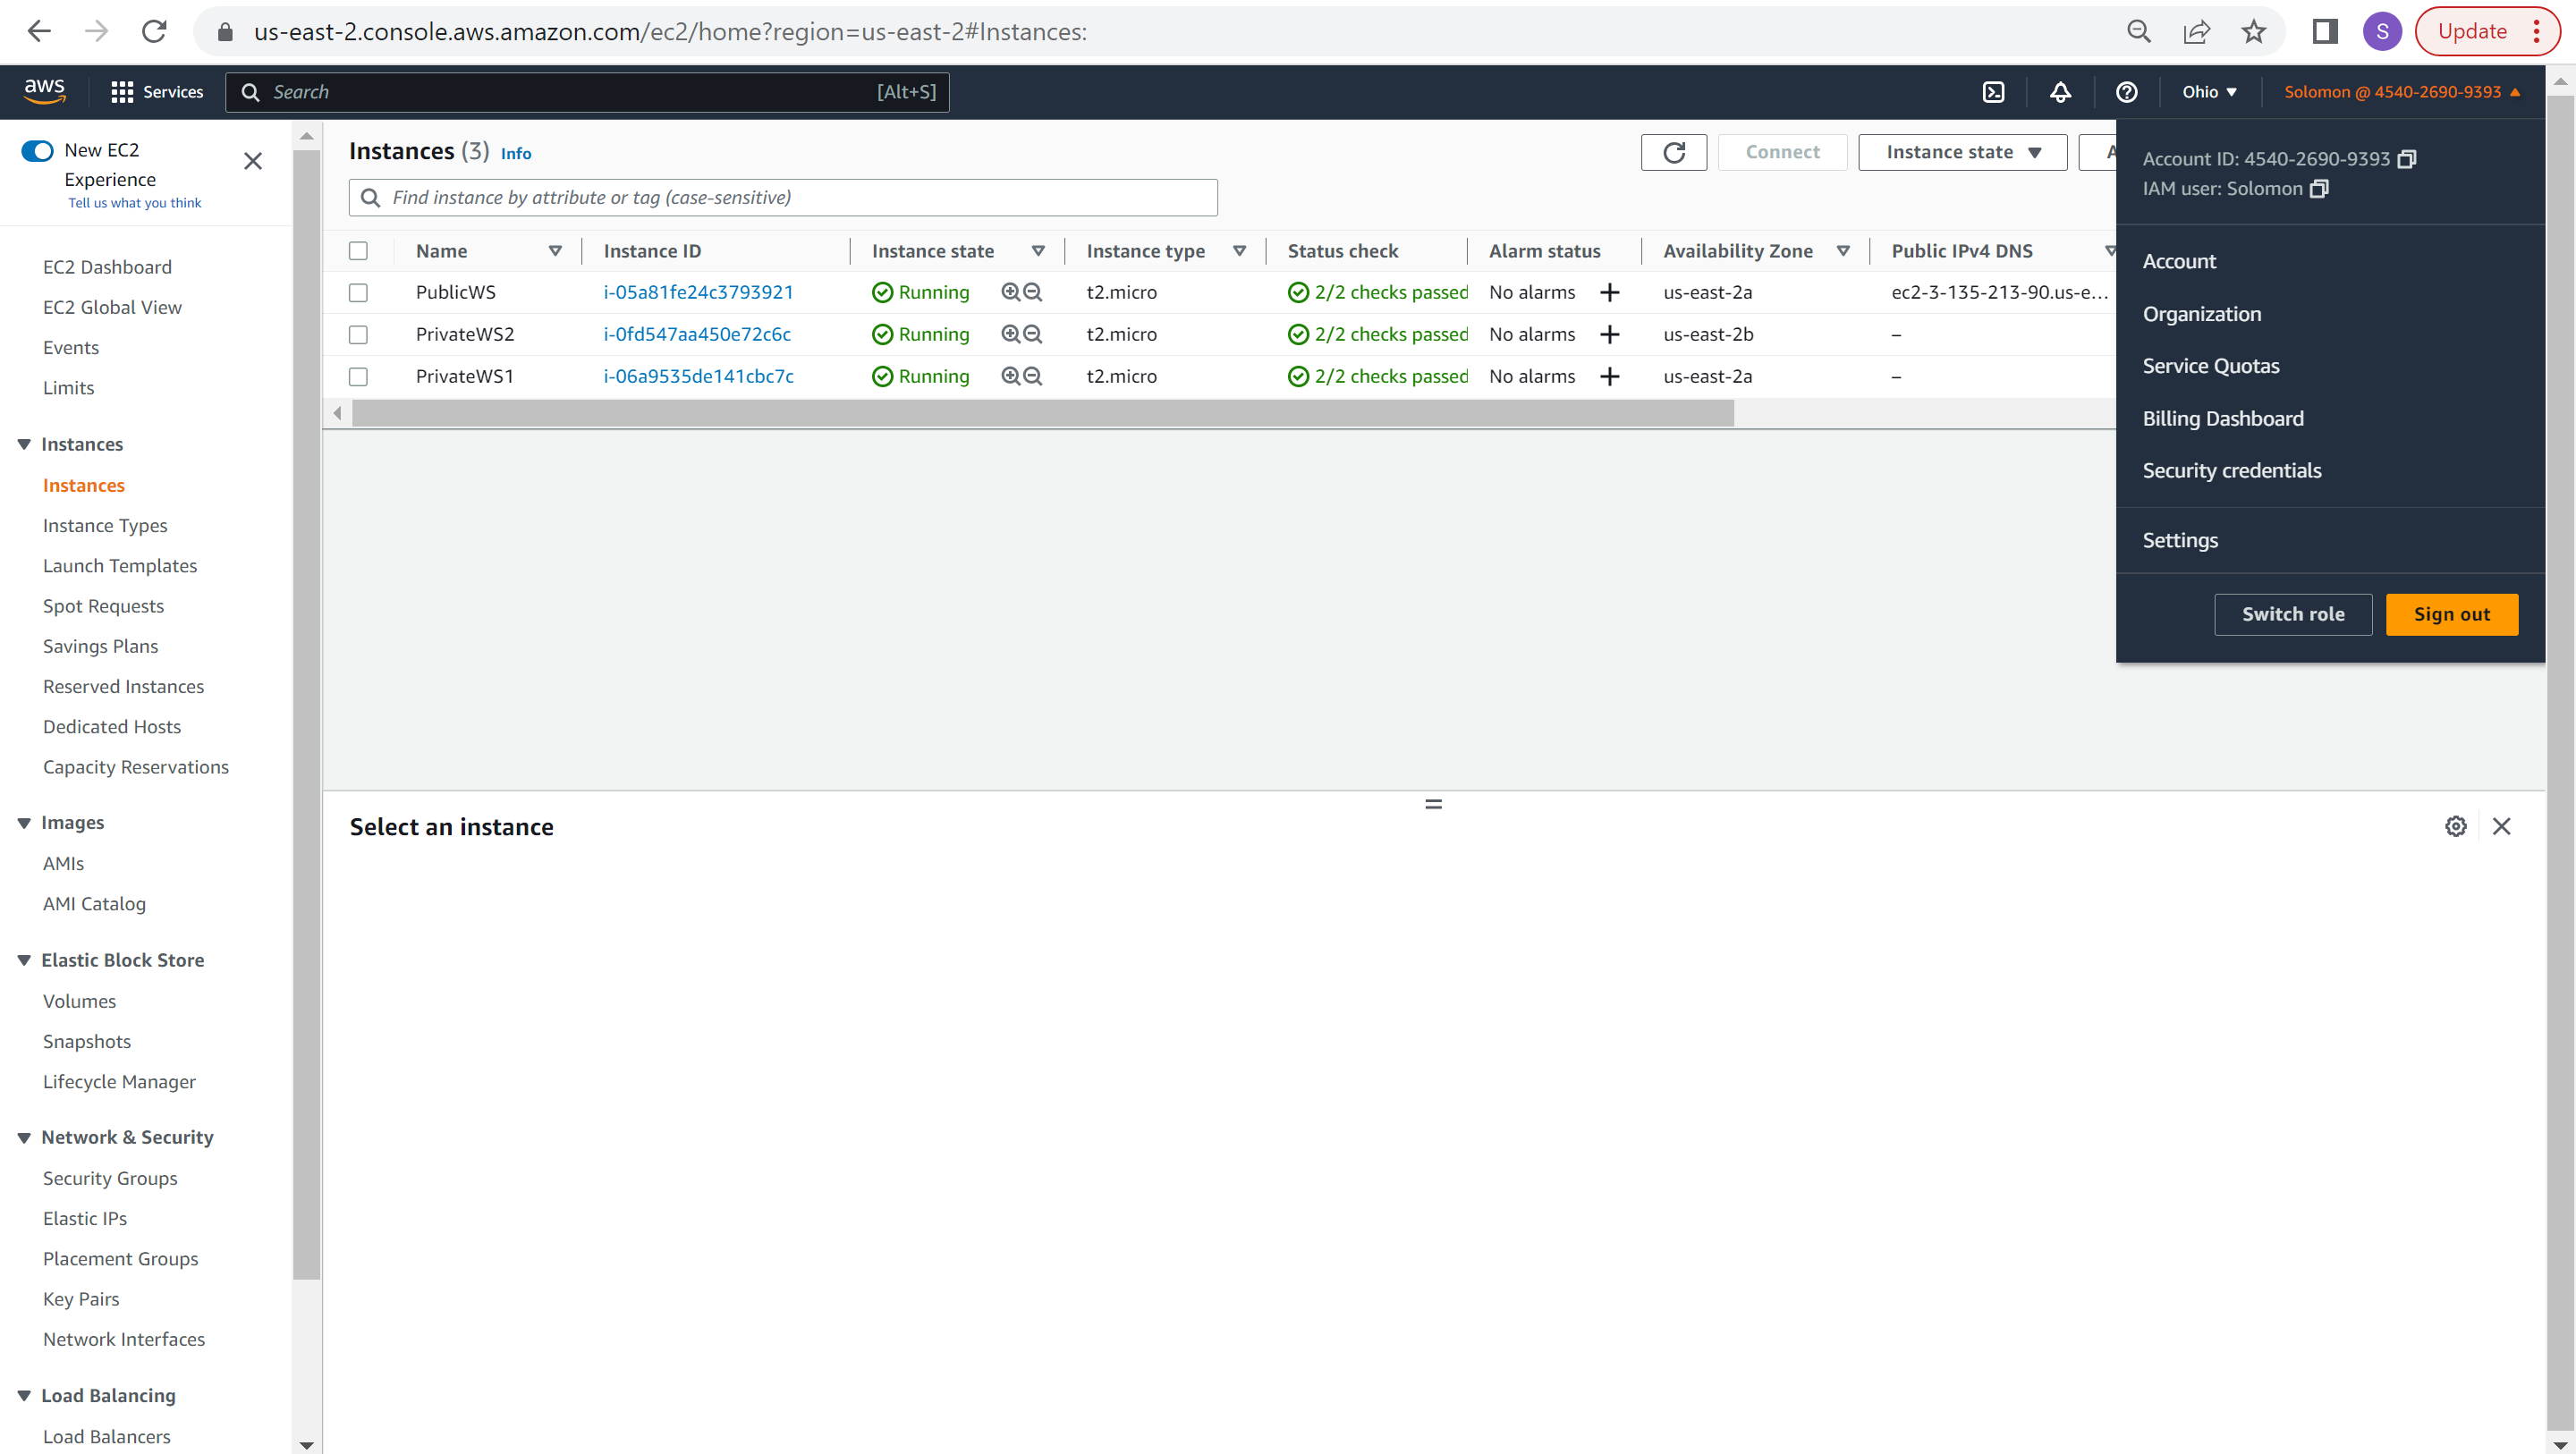 us-east-2.console.aws.amazon.com/ec2/home?region=us-east-2#Instances:
S
Update
aws
Services
Search
[Alt+S]
Ohio
Solomon @ 4540-2690-9393
New EC2
Experience
Tell us what you think
EC2 Dashboard
EC2 Global View
Events
Limits
Instances
Instances
Instance Types
Launch Templates
Spot Requests
Savings Plans
Reserved Instances
Dedicated Hosts
Capacity Reservations
Images
AMIs
AMI Catalog
Elastic Block Store
Volumes
Snapshots
Lifecycle Manager
Network & Security
Security Groups
Elastic IPs
Placement Groups
Key Pairs
Network Interfaces
Load Balancing
Load Balancers
Instances (3) Info
Connect
Instance state
A
Find instance by attribute or tag (case-sensitive)
Name Instance ID Instance state Instance type Status check Alarm status Availability Zone Public IPv4 DNS
PublicWS i-05a81fe24c3793921 Running t2.micro 2/2 checks passed No alarms + us-east-2a ec2-3-135-213-90.us-e...
PrivateWS2 i-0fd547aa450e72c6c Running t2.micro 2/2 checks passed No alarms + us-east-2b –
PrivateWS1 i-06a9535de141cbc7c Running t2.micro 2/2 checks passed No alarms + us-east-2a –
Account ID: 4540-2690-9393
IAM user: Solomon
Account
Organization
Service Quotas
Billing Dashboard
Security credentials
Settings
Switch role
Sign out
Select an instance